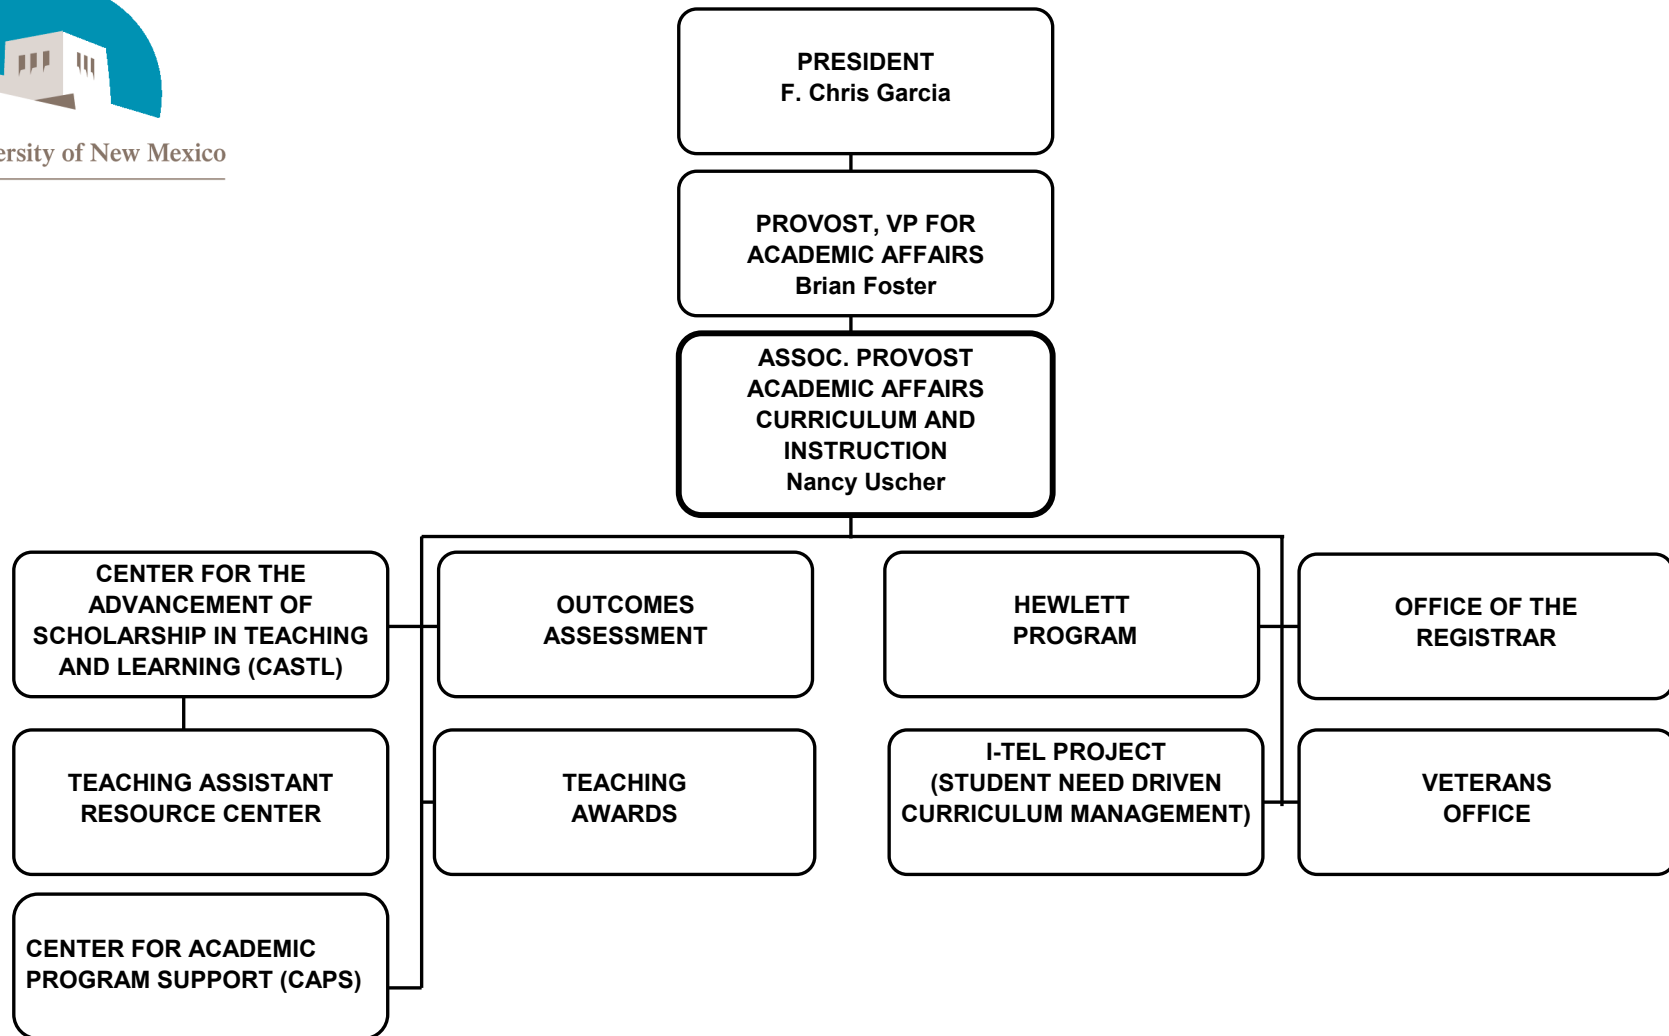 ersity of New Mexico
PRESIDENT
F. Chris Garcia
PROVOST, VP FOR
ACADEMIC AFFAIRS
Brian Foster
ASSOC. PROVOST
ACADEMIC AFFAIRS
CURRICULUM AND
INSTRUCTION
Nancy Uscher
CENTER FOR THE
ADVANCEMENT OF
SCHOLARSHIP IN TEACHING
AND LEARNING (CASTL)
OUTCOMES
ASSESSMENT
HEWLETT
PROGRAM
OFFICE OF THE
REGISTRAR
TEACHING ASSISTANT
RESOURCE CENTER
TEACHING
AWARDS
I-TEL PROJECT
(STUDENT NEED DRIVEN
CURRICULUM MANAGEMENT)
VETERANS
OFFICE
CENTER FOR ACADEMIC
PROGRAM SUPPORT (CAPS)